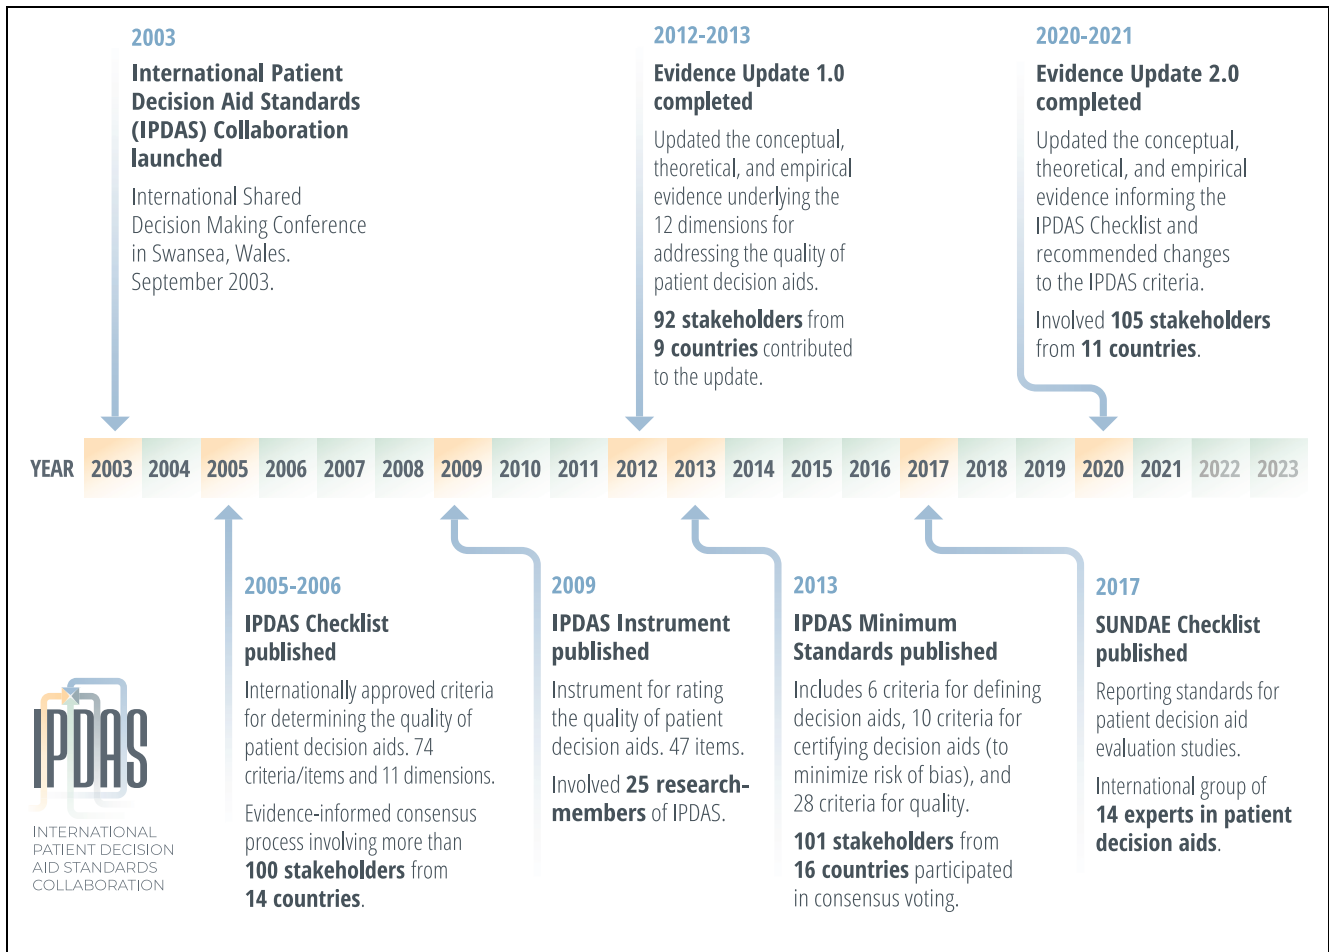 2003
International Patient
Decision Aid Standards
(IPDAS) Collaboration
launched
International Shared
Decision Making Conference
in Swansea, Wales.
September 2003.
2012-2013
Evidence Update 1.0
completed
Updated the conceptual,
theoretical, and empirical
evidence underlying the
12 dimensions for
addressing the quality of
patient decision aids.
92 stakeholders from
9 countries contributed
to the update.
2020-2021
Evidence Update 2.0
completed
Updated the conceptual,
theoretical, and empirical
evidence informing the
IPDAS Checklist and
recommended changes
to the IPDAS criteria.
Involved 105 stakeholders
from 11 countries.
YEAR 2003 2004 2005 2006 2007 2008 2009 2010 2011 2012 2013 2014 2015 2016 2017 2018 2019 2020 2021 2022 2023
2005-2006
IPDAS Checklist
published
Internationally approved criteria
for determining the quality of
patient decision aids. 74
criteria/items and 11 dimensions.
Evidence-informed consensus
process involving more than
100 stakeholders from
14 countries.
2009
IPDAS Instrument
published
Instrument for rating
the quality of patient
decision aids. 47 items.
Involved 25 research-
members of IPDAS.
2013
IPDAS Minimum
Standards published
Includes 6 criteria for defining
decision aids, 10 criteria for
certifying decision aids (to
minimize risk of bias), and
28 criteria for quality.
101 stakeholders from
16 countries participated
in consensus voting.
2017
SUNDAE Checklist
published
Reporting standards for
patient decision aid
evaluation studies.
International group of
14 experts in patient
decision aids.
IPDAS
INTERNATIONAL
PATIENT DECISION
AID STANDARDS
COLLABORATION